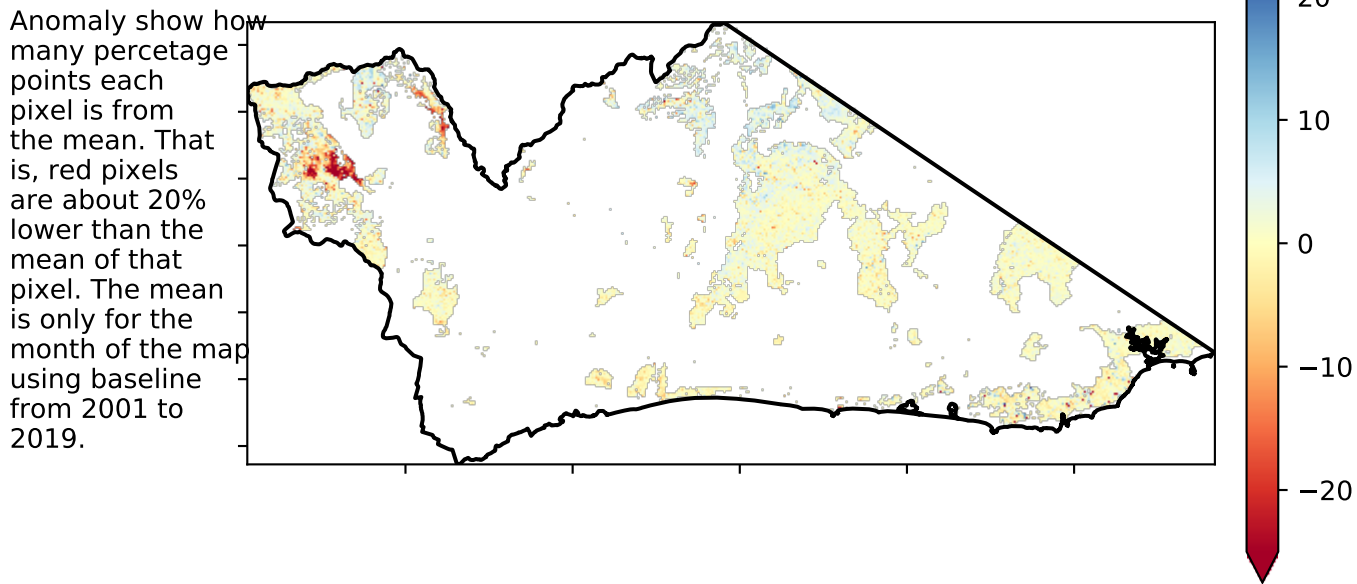 Anomaly show how
many percetage
points each
pixel is from
the mean. That
is, red pixels
are about 20%
lower than the
mean of that
pixel. The mean
is only for the
month of the map
using baseline
from 2001 to
2019.
20
10
0
−10
−20